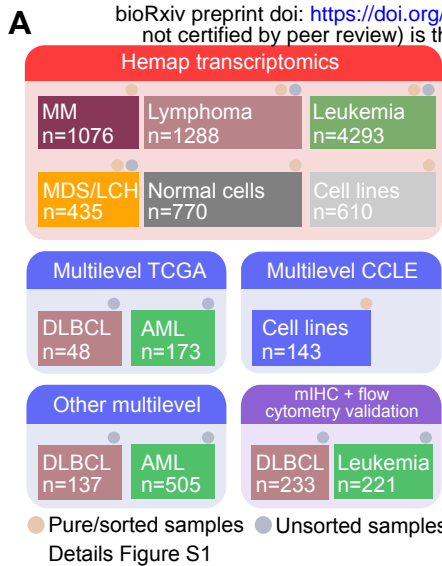 A
bioRxiv preprint doi: https://doi.org/
not certified by peer review) is th
Hemap transcriptomics
MM
n=1076
Lymphoma
n=1288
Leukemia
n=4293
MDS/LCH
n=435
Normal cells
n=770
Cell lines
n=610
Multilevel TCGA
DLBCL
n=48
AML
n=173
Multilevel CCLE
Cell lines
n=143
Other multilevel
DLBCL
n=137
AML
n=505
mIHC + flow
cytometry validation
DLBCL
n=233
Leukemia
n=221
Pure/sorted samples
Unsorted samples
Details Figure S1